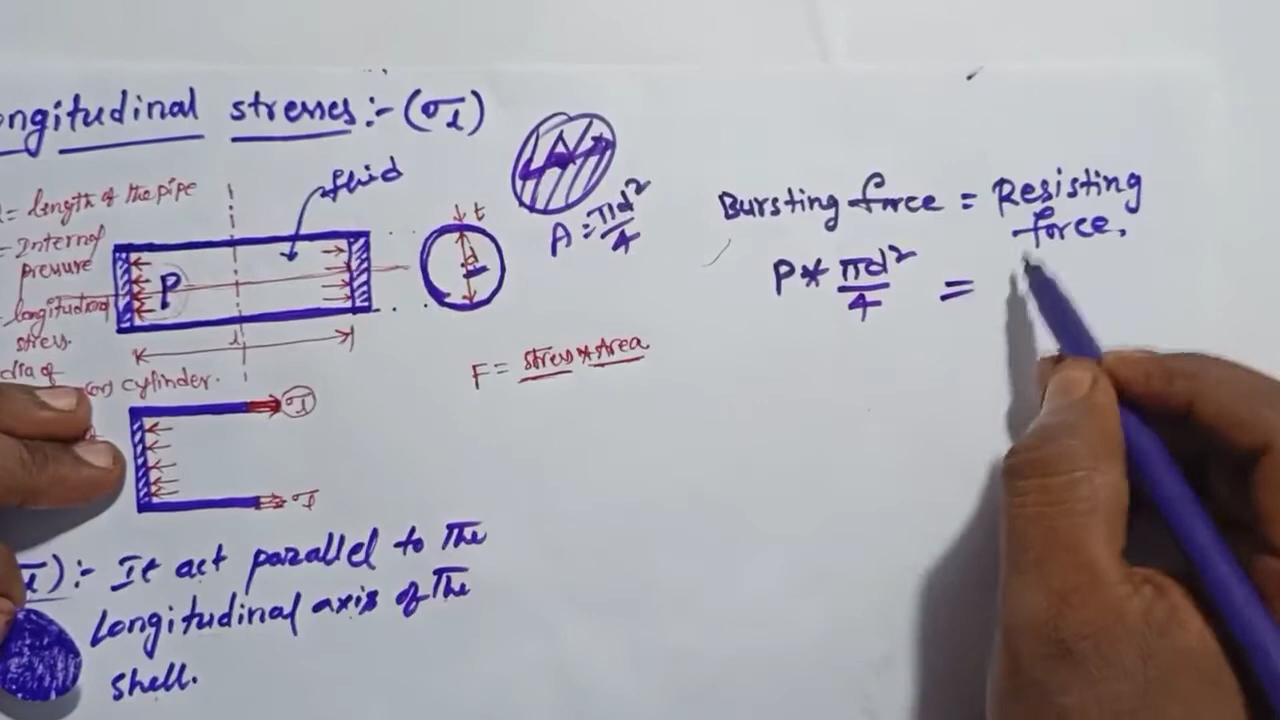 ongitudinal stresses:- (σl)
l = length of the pipe
fluid
= Internal
pressure
longitudinal
stress.
dia of
(or) cylinder.
P
l
t
d
A = πd²/4
F = stress * Area
σl
σl
l):- It act parallel to the
Longitudinal axis of the
shell.
Bursting force = Resisting
force.
P * πd²/4 =